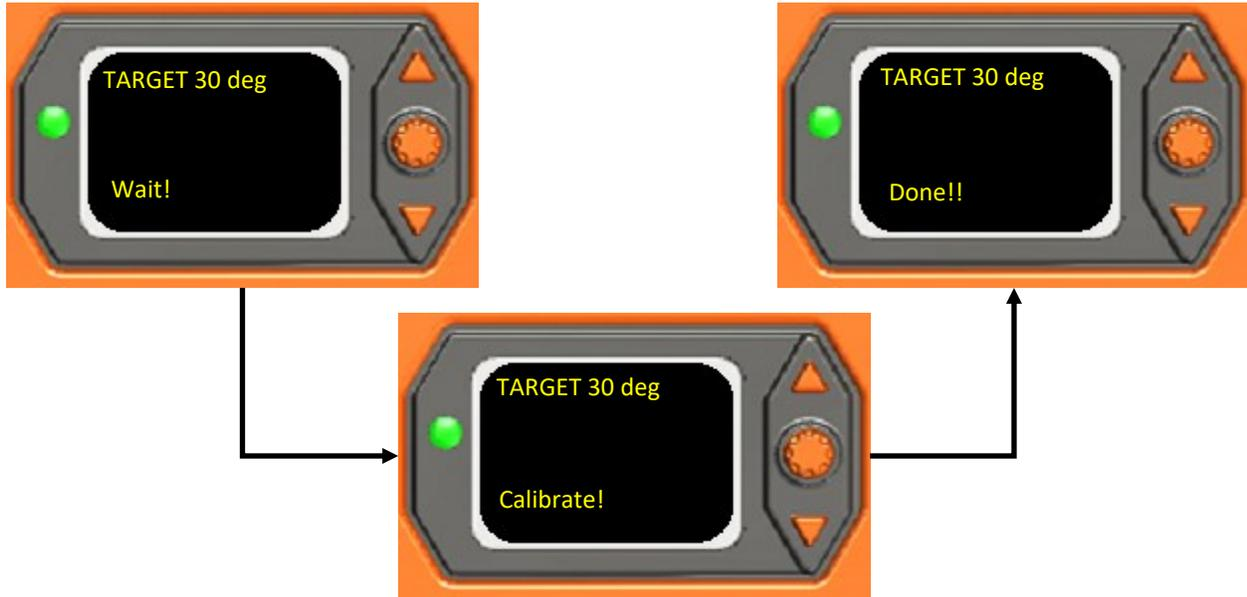 TARGET 30 deg
Wait!
TARGET 30 deg
Calibrate!
TARGET 30 deg
Done!!